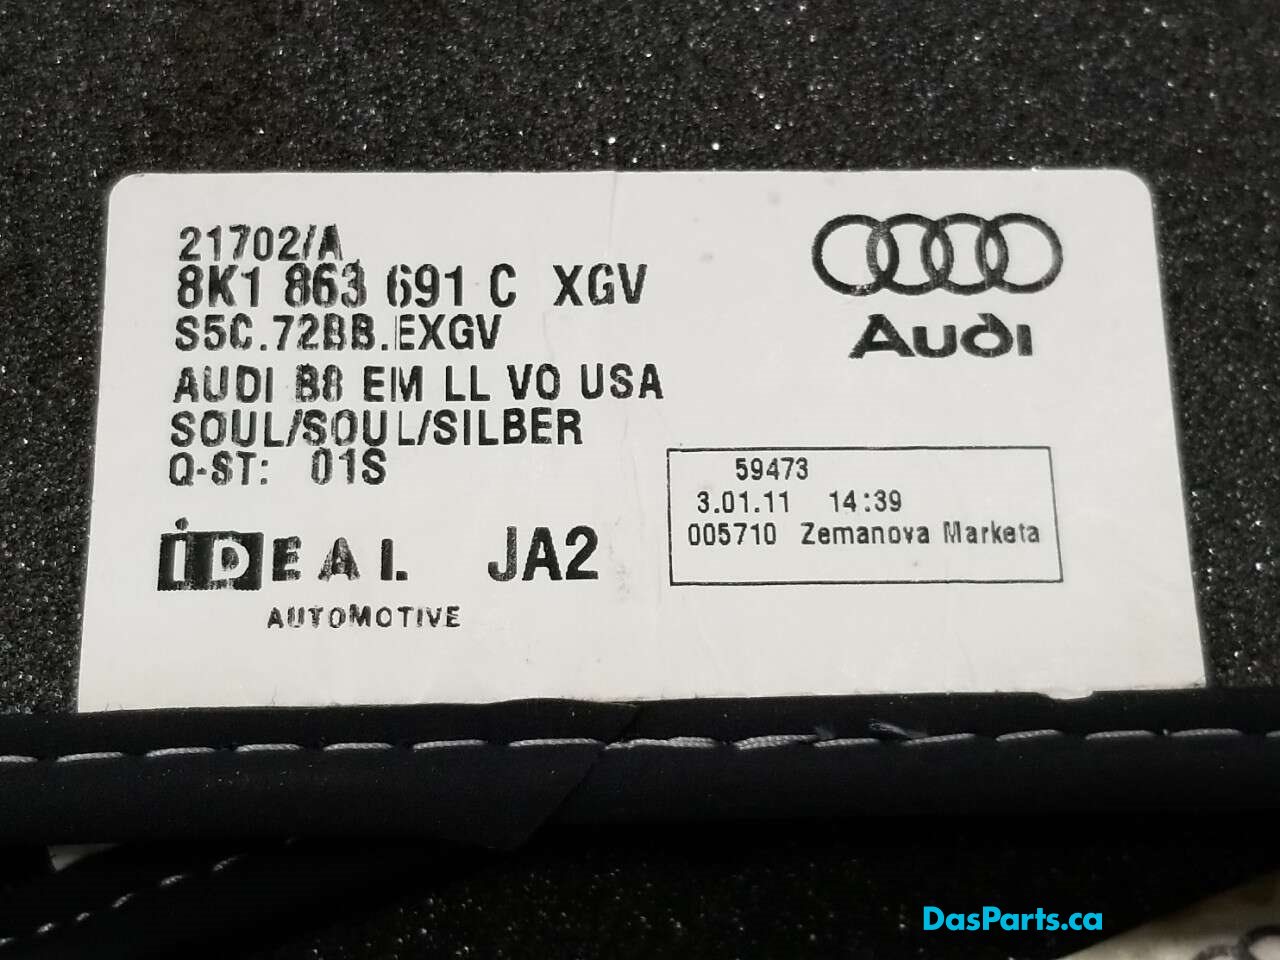 21702/A
8K1 863 691 C XGV
S5C.72BB.EXGV
AUDI B8 EM LL VO USA
SOUL/SOUL/SILBER
Q-ST: 01S
IDEAL
AUTOMOTIVE
JA2
Audi
59473
3.01.11 14:39
005710 Zemanova Marketa
DasParts.ca